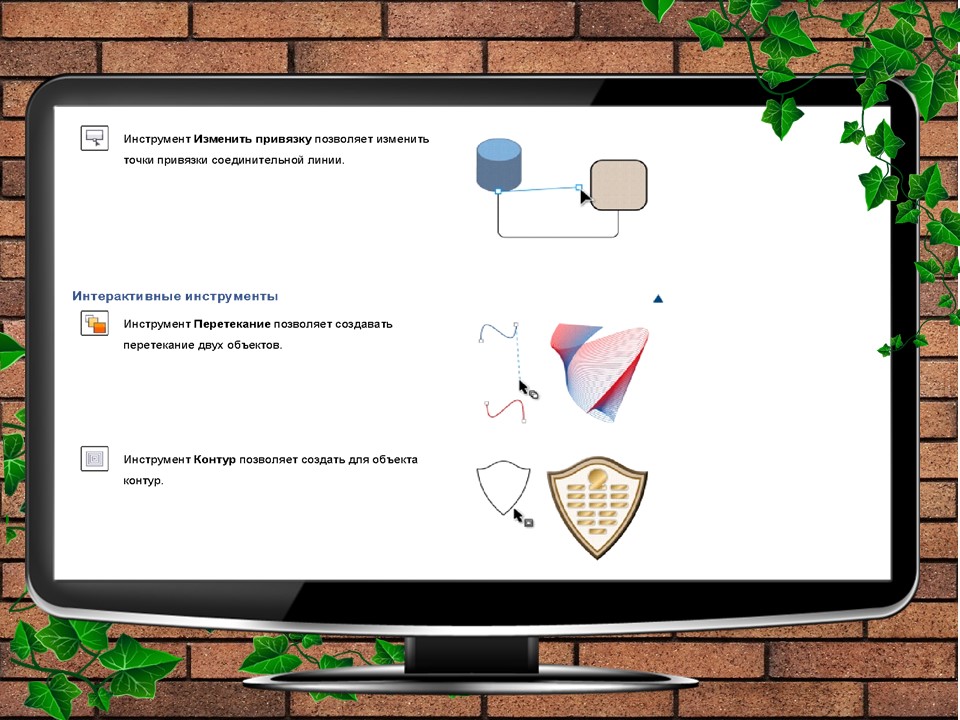 Инструмент Изменить привязку позволяет изменить
точки привязки соединительной линии.
Интерактивные инструменты
Инструмент Перетекание позволяет создавать
перетекание двух объектов.
Инструмент Контур позволяет создать для объекта
контур.